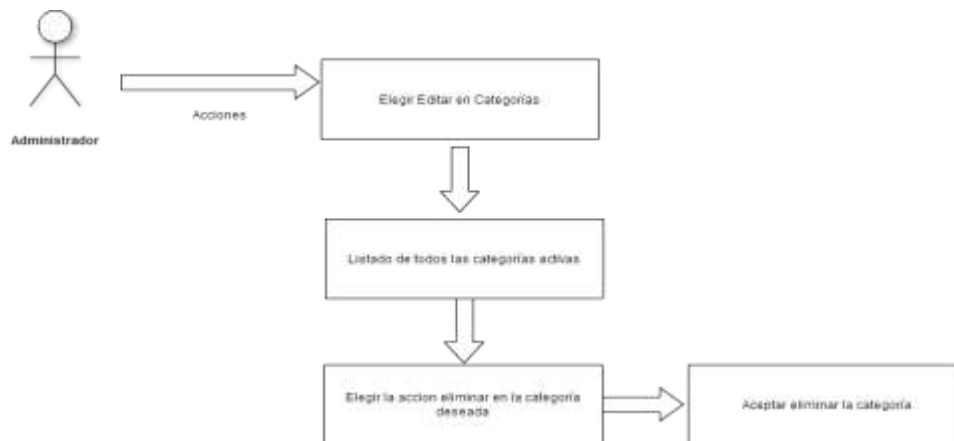 Elegir Editar en Categorías
Acciones
Administrador
Listado de todos las categorías activas
Elegir la accion eliminar en la categoría
deseada
Aceptar eliminar la categoría